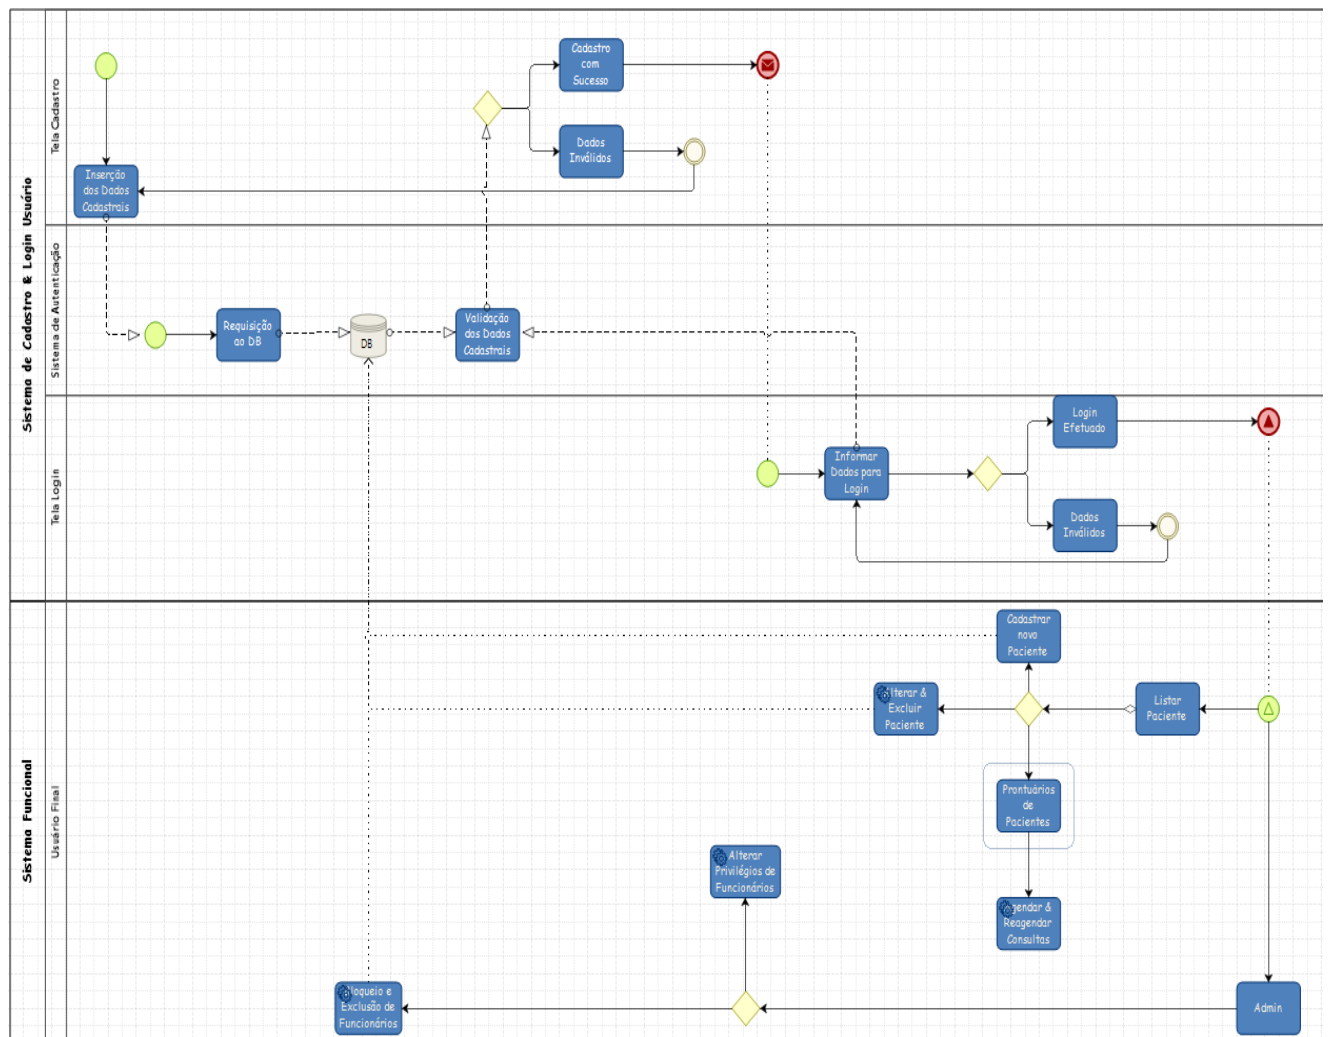 Sistema de Cadastro & Login Usuário
Tela Cadastro
Cadastro
com
Sucesso
Dados
Inválidos
Inserção
dos Dados
Cadastrais
Sistema de Autenticação
Requisição
ao DB
DB
Validação
dos Dados
Cadastrais
Tela Login
Login
Efetuado
Informar
Dados para
Login
Dados
Inválidos
Sistema Funcional
Usuário Final
Cadastrar
novo
Paciente
lterar &
Excluir
Paciente
Listar
Paciente
Prontuários
de
Pacientes
Alterar
Privilégios de
Funcionários
gendar &
Reagendar
Consultas
loqueio e
Exclusão de
Funcionários
Admin